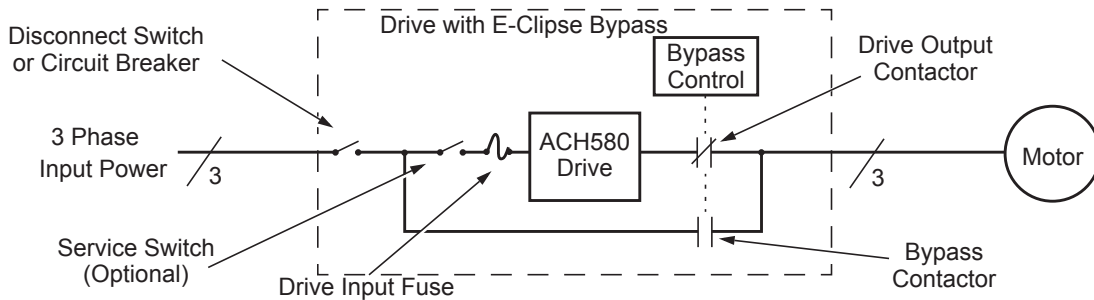 Drive with E-Clipse Bypass
Disconnect Switch
or Circuit Breaker
Bypass
Control
Drive Output
Contactor
3 Phase
Input Power
3
ACH580
Drive
3
Motor
Service Switch
(Optional)
Drive Input Fuse
Bypass
Contactor